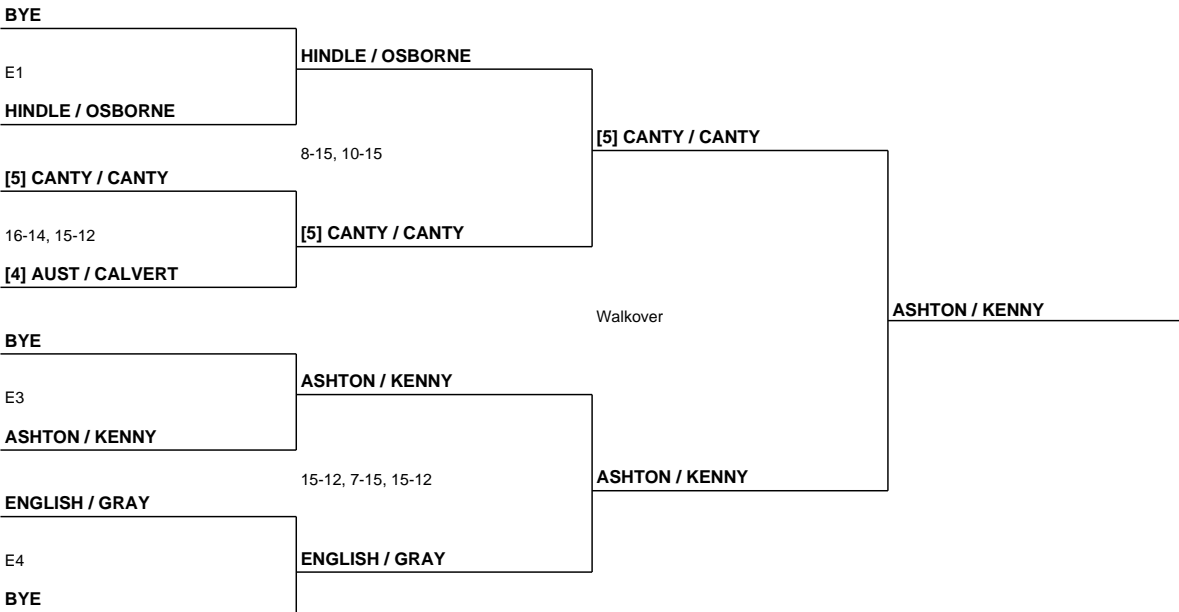 BYE
E1
HINDLE / OSBORNE
[5] CANTY / CANTY
16-14, 15-12
[4] AUST / CALVERT
BYE
E3
ASHTON / KENNY
ENGLISH / GRAY
E4
BYE
HINDLE / OSBORNE
8-15, 10-15
[5] CANTY / CANTY
ASHTON / KENNY
15-12, 7-15, 15-12
ENGLISH / GRAY
[5] CANTY / CANTY
Walkover
ASHTON / KENNY
ASHTON / KENNY